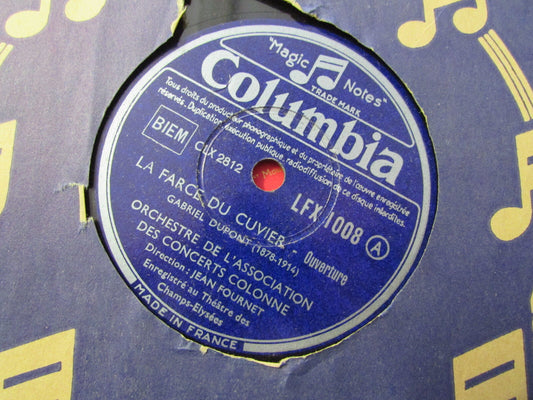 "Magic Notes"
TRADE MARK
Columbia
Tous droits du producteur phonographique et du propriétaire de l'œuvre enregistrée
réservés. Duplication, exécution publique, radiodiffusion de ce disque interdites.
BIEM
CLX 2812
LFX 1008 A
LA FARCE DU CUVIER - Ouverture
GABRIEL DUPONT (1878-1914)
ORCHESTRE DE L'ASSOCIATION
DES CONCERTS COLONNE
Direction : JEAN FOURNET
Enregistré au Théâtre des
Champs-Elysées
MADE IN FRANCE